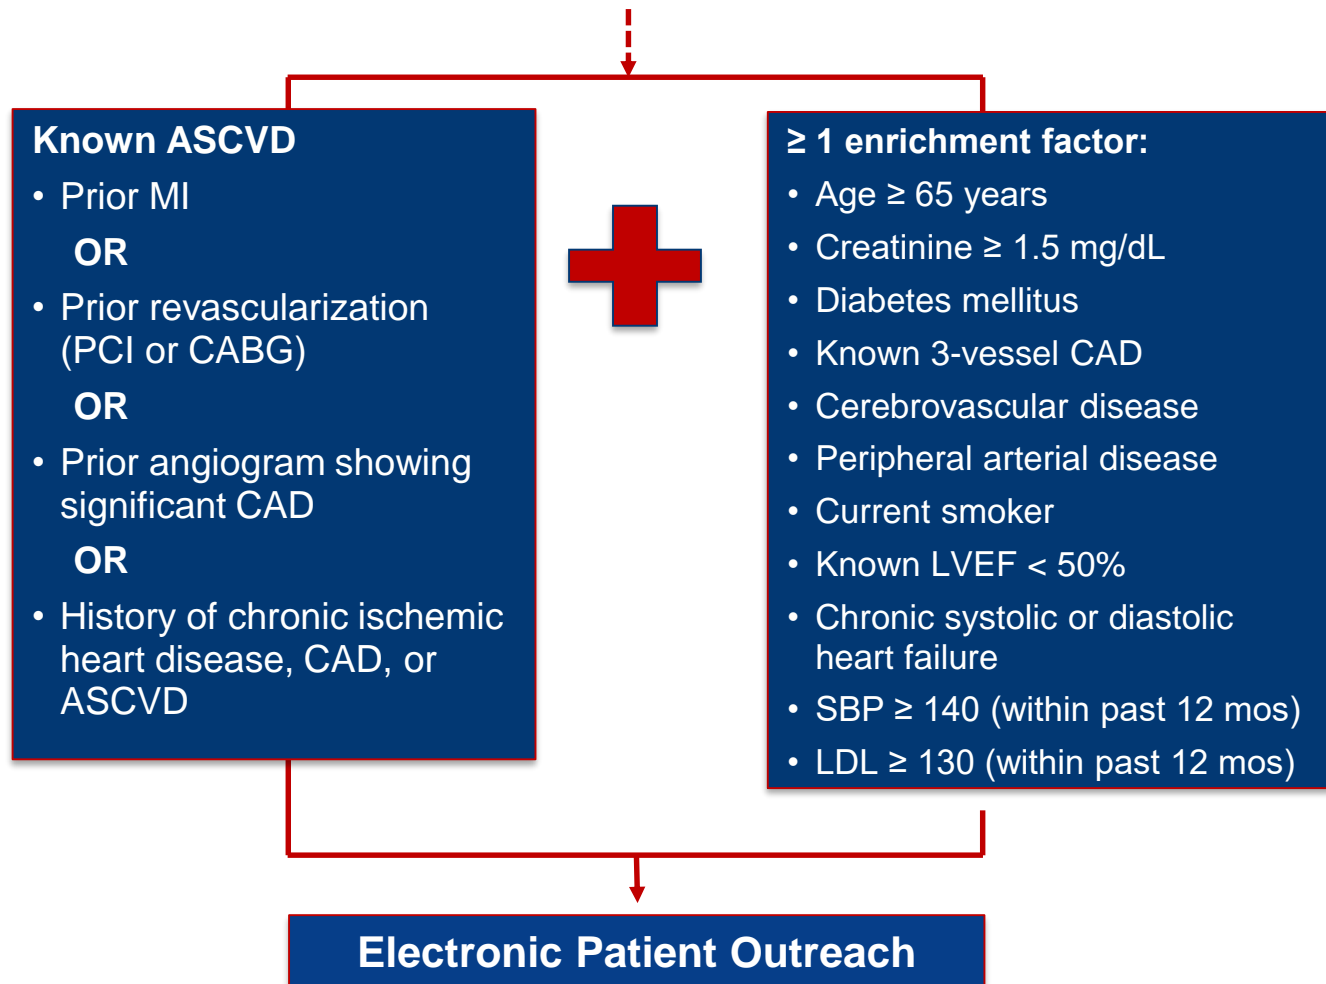 Known ASCVD
• Prior MI
OR
• Prior revascularization
(PCI or CABG)
OR
• Prior angiogram showing
significant CAD
OR
• History of chronic ischemic
heart disease, CAD, or
ASCVD
≥ 1 enrichment factor:
• Age ≥ 65 years
• Creatinine ≥ 1.5 mg/dL
• Diabetes mellitus
• Known 3-vessel CAD
• Cerebrovascular disease
• Peripheral arterial disease
• Current smoker
• Known LVEF < 50%
• Chronic systolic or diastolic
heart failure
• SBP ≥ 140 (within past 12 mos)
• LDL ≥ 130 (within past 12 mos)
Electronic Patient Outreach